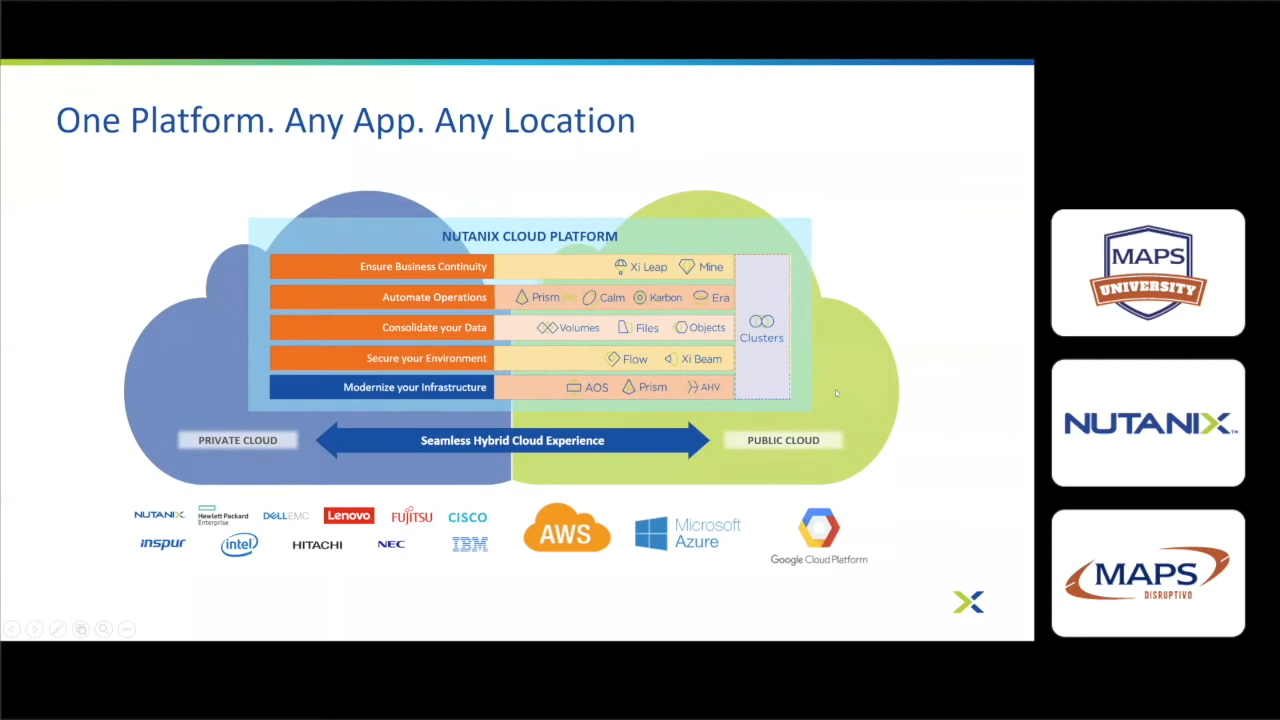 One Platform. Any App. Any Location
NUTANIX CLOUD PLATFORM
Ensure Business Continuity
Xi Leap
Mine
Automate Operations
Prism
Calm
Karbon
Era
Consolidate your Data
Volumes
Files
Objects
Secure your Environment
Flow
Xi Beam
Modernize your Infrastructure
AOS
Prism
AHV
Clusters
PRIVATE CLOUD
Seamless Hybrid Cloud Experience
PUBLIC CLOUD
NUTANIX
Hewlett Packard
Enterprise
DELLEMC
Lenovo
FUJITSU
CISCO
inspur
intel
HITACHI
NEC
IBM
AWS
Microsoft
Azure
Google Cloud Platform
MAPS
UNIVERSITY
NUTANIX™
MAPS
DISRUPTIVO